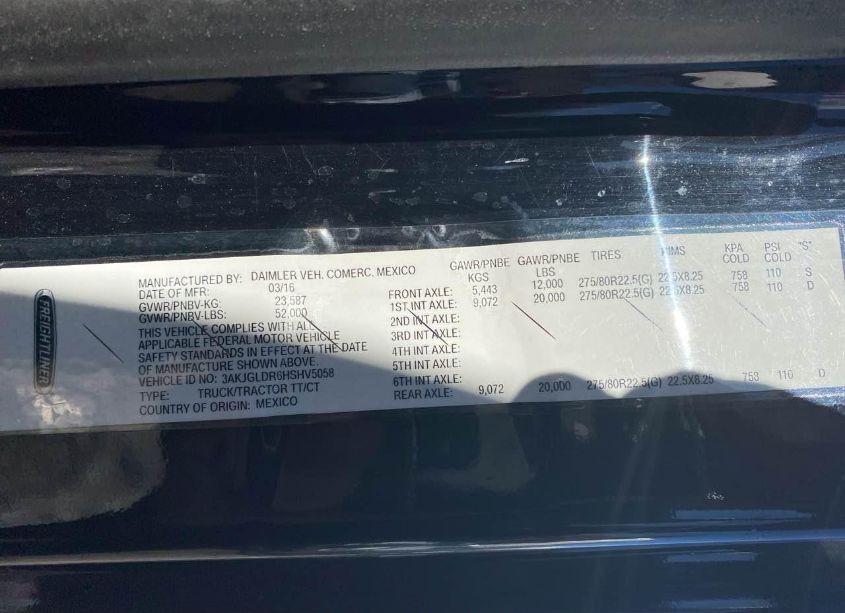 FREIGHTLINER
MANUFACTURED BY: DAIMLER VEH. COMERC. MEXICO
DATE OF MFR: 03/16
GVWR/PNBV-KG: 23,587
GVWR/PNBV-LBS: 52,000
THIS VEHICLE COMPLIES WITH ALL
APPLICABLE FEDERAL MOTOR VEHICLE
SAFETY STANDARDS IN EFFECT AT THE DATE
OF MANUFACTURE SHOWN ABOVE.
VEHICLE ID NO: 3AKJGLDR6HSHV5058
TYPE: TRUCK/TRACTOR TT/CT
COUNTRY OF ORIGIN: MEXICO
GAWR/PNBE KGS GAWR/PNBE LBS TIRES RIMS KPA COLD PSI COLD "S"
FRONT AXLE: 5,443 12,000 275/80R22.5(G) 22.5X8.25 758 110 S
1ST INT AXLE: 9,072 20,000 275/80R22.5(G) 22.5X8.25 758 110 D
2ND INT AXLE:
3RD INT AXLE:
4TH INT AXLE:
5TH INT AXLE:
6TH INT AXLE:
REAR AXLE: 9,072 20,000 275/80R22.5(G) 22.5X8.25 758 110 D